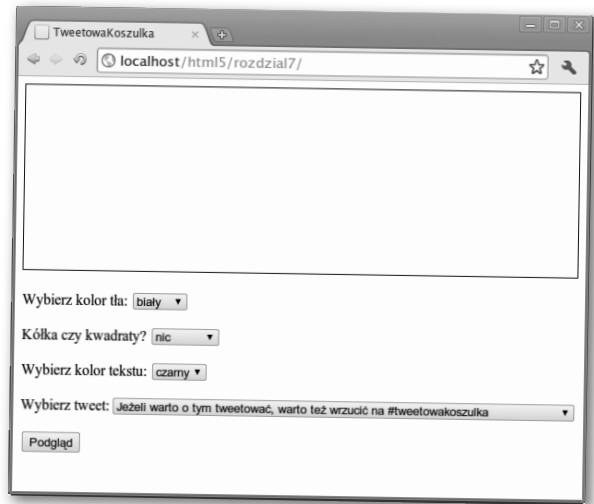 TweetowaKoszulka
localhost/html5/rozdzial7/
Wybierz kolor tła: biały
Kółka czy kwadraty? nic
Wybierz kolor tekstu: czarny
Wybierz tweet: Jeżeli warto o tym tweetować, warto też wrzucić na #tweetowakoszulka
Podgląd